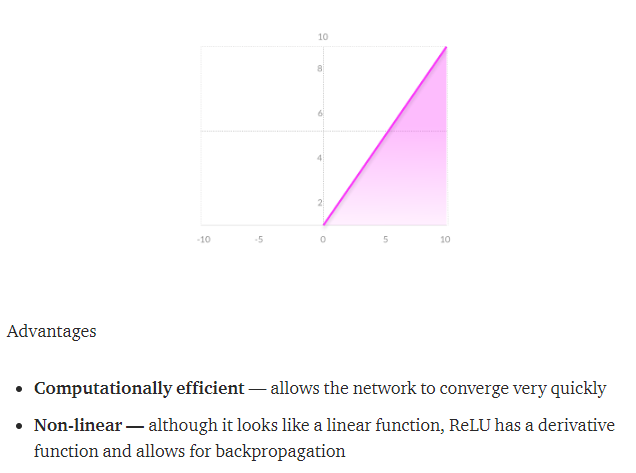 10
8
6
4
2
-10 -5 0 5 10
Advantages
• Computationally efficient — allows the network to converge very quickly
• Non-linear — although it looks like a linear function, ReLU has a derivative
function and allows for backpropagation